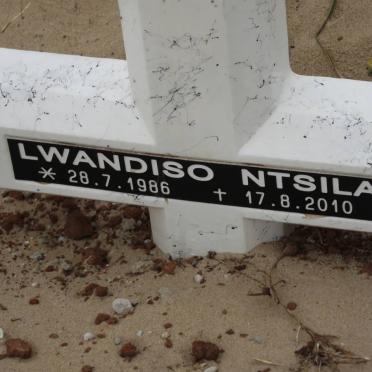 LWANDISO NTSILA
* 28.7.1986 + 17.8.2010